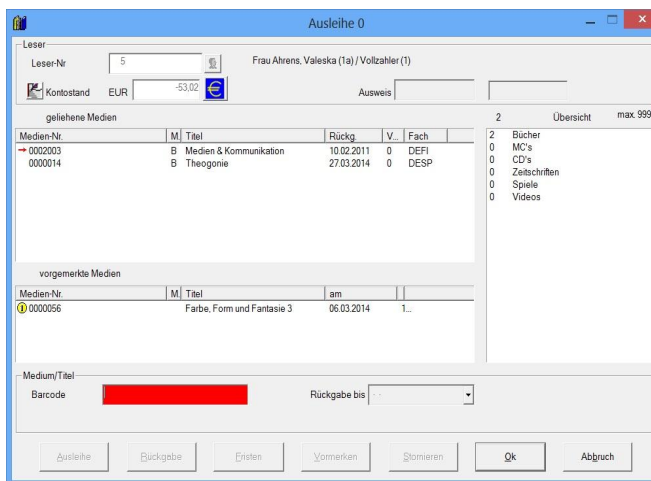 Ausleihe 0
Leser
Leser-Nr 5 Frau Ahrens, Valeska (1a) / Vollzahler (1)
Kontostand EUR -53,02 € Ausweis
geliehene Medien 2 Übersicht max. 999
Medien-Nr. M. Titel Rückg. V... Fach
0002003 B Medien & Kommunikation 10.02.2011 0 DEFI
0000014 B Theogonie 27.03.2014 0 DESP
2 Bücher
0 MC's
0 CD's
0 Zeitschriften
0 Spiele
0 Videos
vorgemerkte Medien
Medien-Nr. M. Titel am
0000056 Farbe, Form und Fantasie 3 06.03.2014 1...
Medium/Titel
Barcode Rückgabe bis - -
Ausleihe Rückgabe Fristen Vormerken Stornieren Ok Abbruch